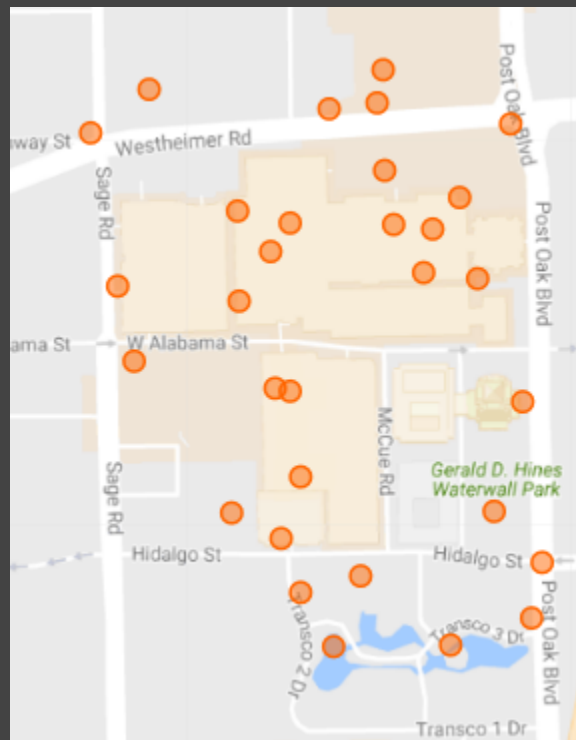 Post Oak Blvd
way St
Westheimer Rd
Sage Rd
Post Oak Blvd
ama St
W Alabama St
McCue Rd
Gerald D. Hines
Waterwall Park
Sage Rd
Hidalgo St
Hidalgo St
Transco 2 Dr
Transco 3 Dr
Post Oak Blvd
Transco 1 Dr